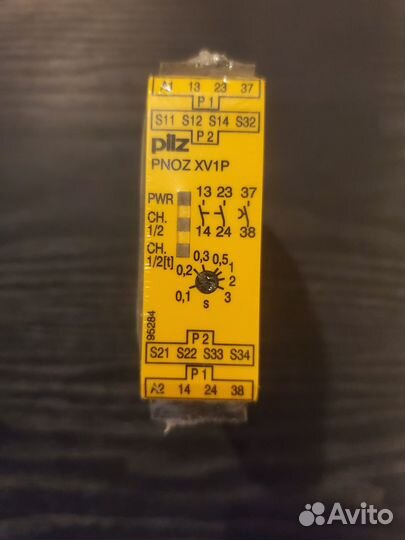 A1 13 23 37
P1
S11 S12 S14 S32
P2
pilz
PNOZ XV1P
PWR 13 23 37
CH. 1/2 14 24 38
CH. 1/2[t]
0,1 0,2 0,3 0,5 1 2 3
s
95284
P2
S21 S22 S33 S34
P1
A2 14 24 38
Avito